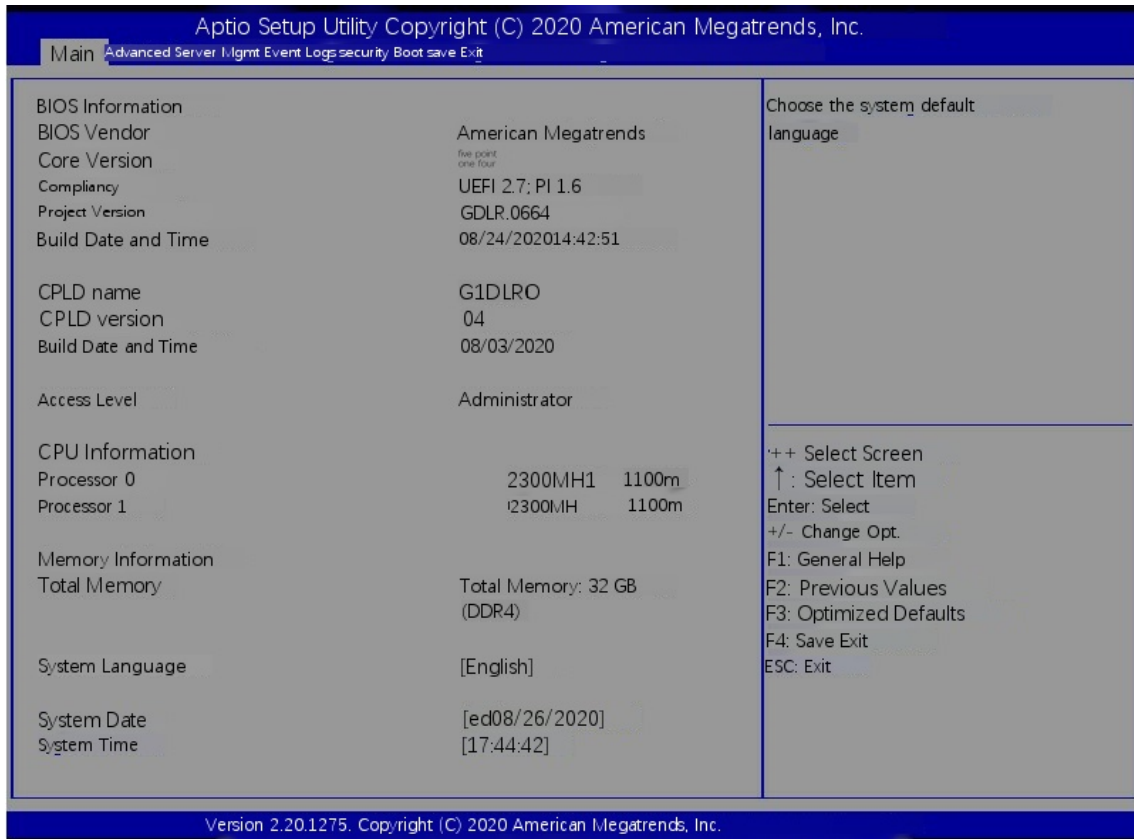 Aptio Setup Utility Copyright (C) 2020 American Megatrends, Inc.
Main Advanced Server Mgmt Event Logs security Boot save Exit
BIOS Information
BIOS Vendor American Megatrends
Core Version five point one four
Compliancy UEFI 2.7; PI 1.6
Project Version GDLR.0664
Build Date and Time 08/24/202014:42:51
CPLD name G1DLRO
CPLD version 04
Build Date and Time 08/03/2020
Access Level Administrator
CPU Information
Processor 0 2300MH1 1100m
Processor 1 2300MH 1100m
Memory Information
Total Memory Total Memory: 32 GB
(DDR4)
System Language [English]
System Date [ed08/26/2020]
System Time [17:44:42]
Choose the system default
language
++ Select Screen
↑: Select Item
Enter: Select
+/- Change Opt.
F1: General Help
F2: Previous Values
F3: Optimized Defaults
F4: Save Exit
ESC: Exit
Version 2.20.1275. Copyright (C) 2020 American Megatrends, Inc.